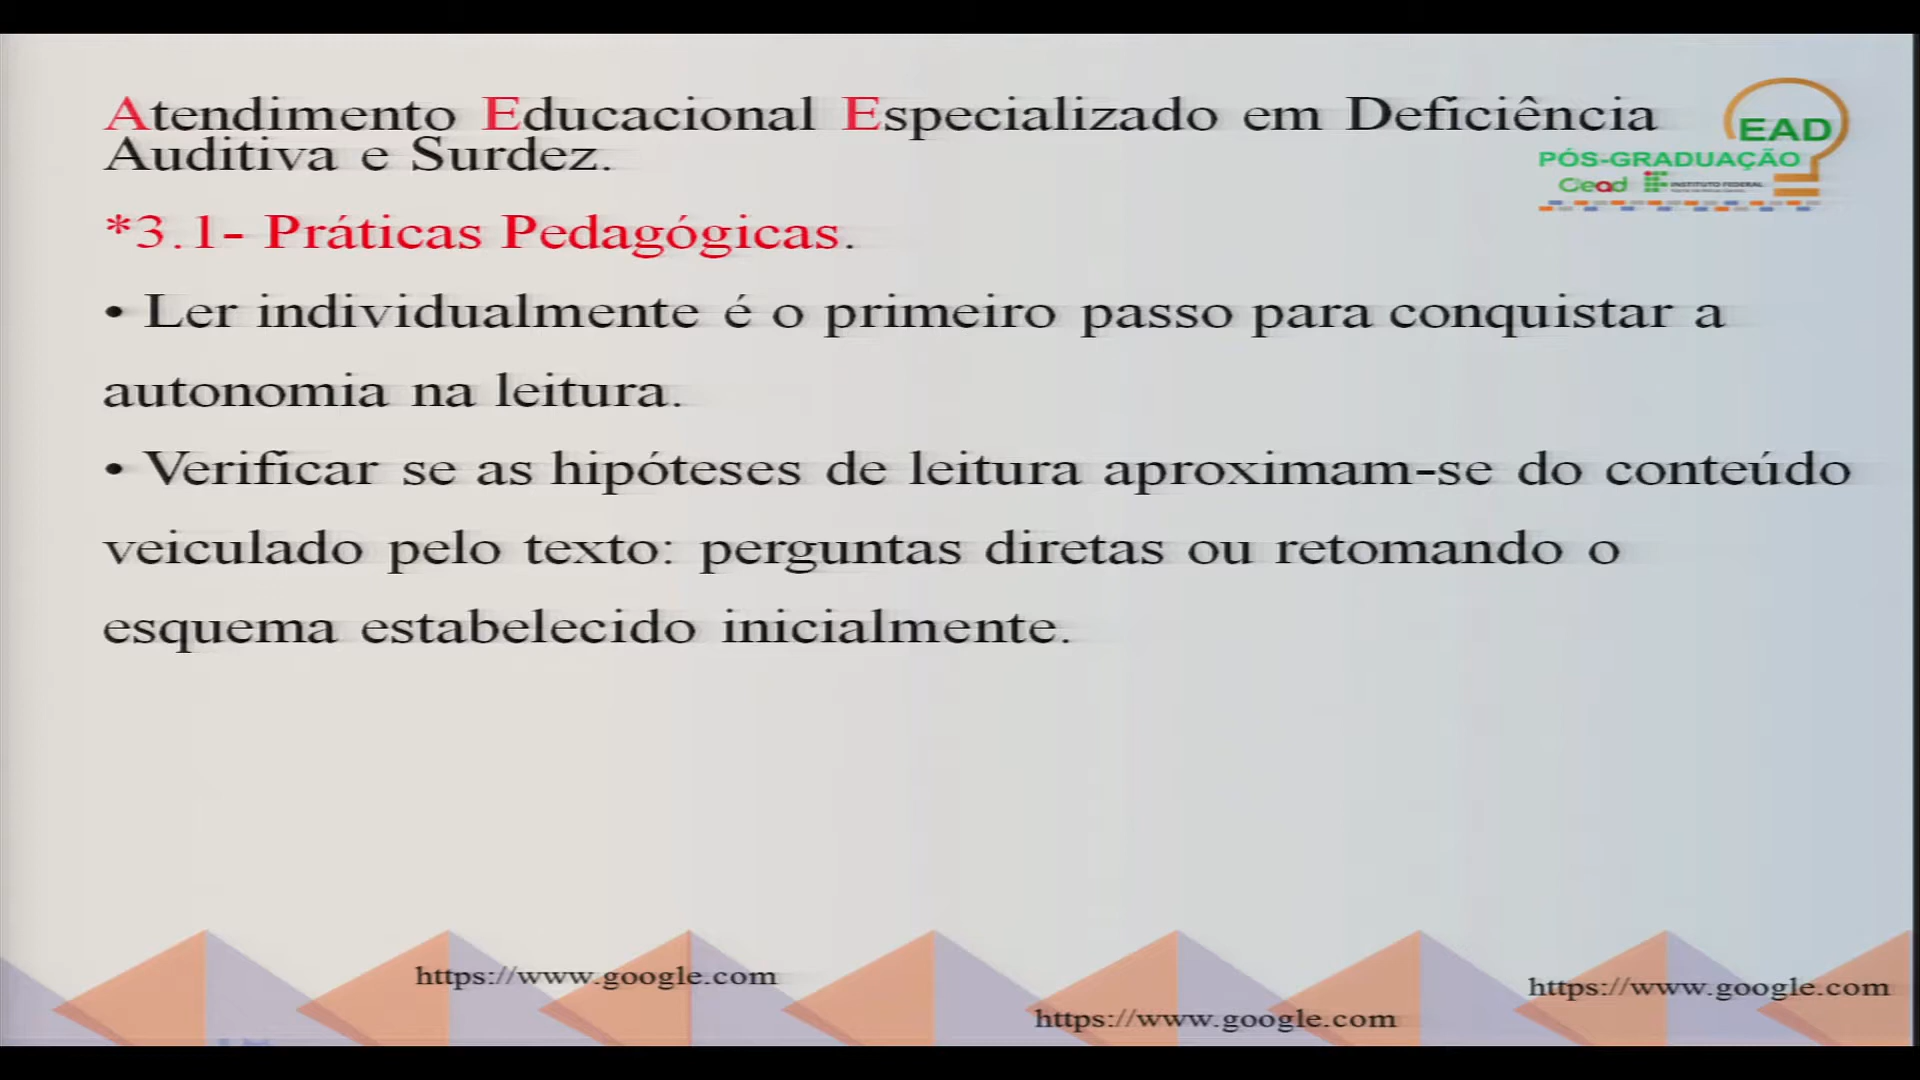 Atendimento Educacional Especializado em Deficiência
Auditiva e Surdez.
EAD
PÓS-GRADUAÇÃO
Cead INSTITUTO FEDERAL
*3.1- Práticas Pedagógicas.
• Ler individualmente é o primeiro passo para conquistar a
autonomia na leitura.
• Verificar se as hipóteses de leitura aproximam-se do conteúdo
veiculado pelo texto: perguntas diretas ou retomando o
esquema estabelecido inicialmente.
https://www.google.com
https://www.google.com
https://www.google.com